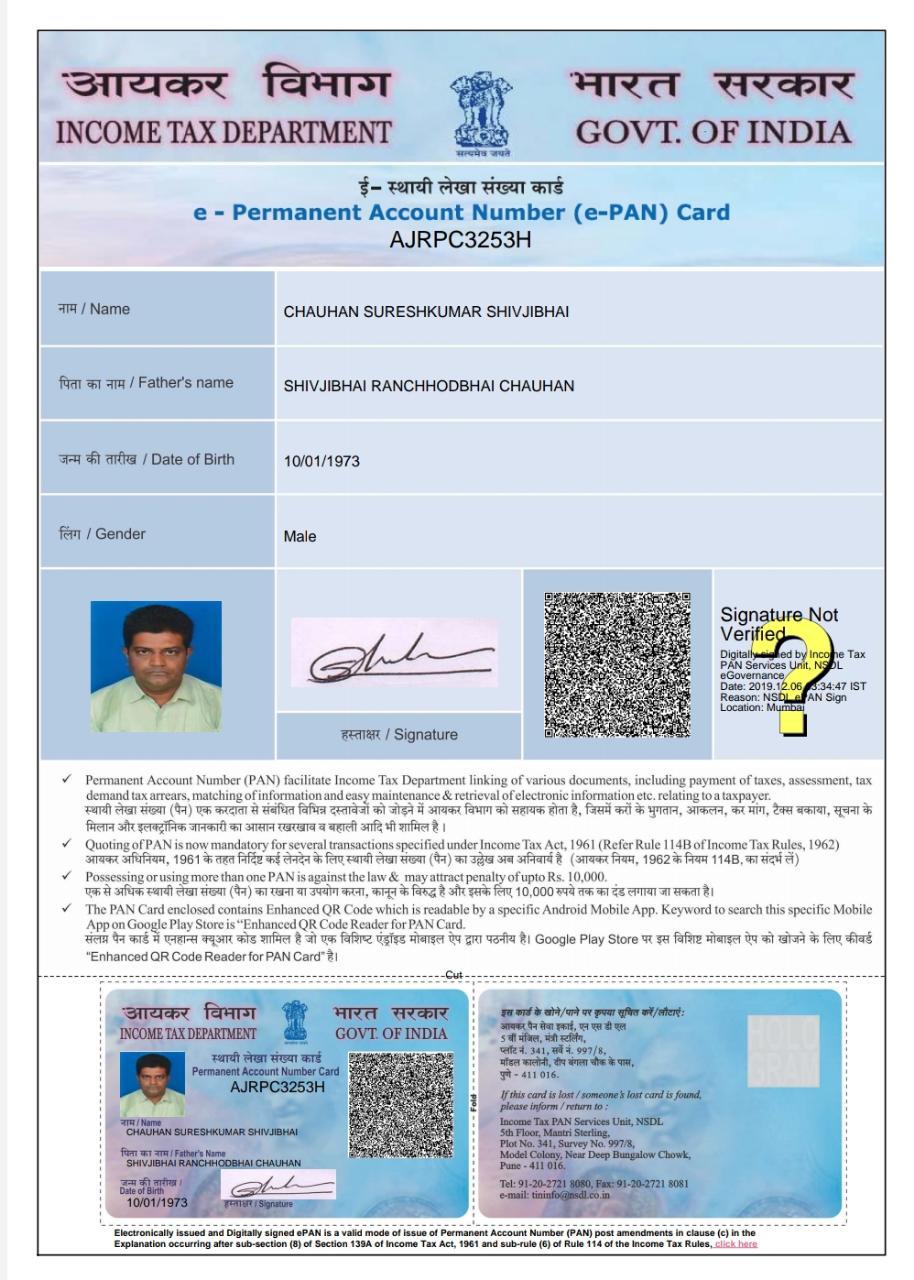 आयकर विभाग
INCOME TAX DEPARTMENT
सत्यमेव जयते
भारत सरकार
GOVT. OF INDIA
ई– स्थायी लेखा संख्या कार्ड
e - Permanent Account Number (e-PAN) Card
AJRPC3253H
नाम / Name
CHAUHAN SURESHKUMAR SHIVJIBHAI
पिता का नाम / Father's name
SHIVJIBHAI RANCHHODBHAI CHAUHAN
जन्म की तारीख / Date of Birth
10/01/1973
लिंग / Gender
Male
हस्ताक्षर / Signature
Signature Not
Verified
Digitally signed by Income Tax
PAN Services Unit, NSDL
eGovernance
Date: 2019.12.06 03:34:47 IST
Reason: NSDL ePAN Sign
Location: Mumbai
✓ Permanent Account Number (PAN) facilitate Income Tax Department linking of various documents, including payment of taxes, assessment, tax
demand tax arrears, matching of information and easy maintenance & retrieval of electronic information etc. relating to a taxpayer.
स्थायी लेखा संख्या (पैन) एक करदाता से संबंधित विभिन्न दस्तावेजों को जोड़ने में आयकर विभाग को सहायक होता है, जिसमें करों के भुगतान, आकलन, कर मांग, टैक्स बकाया, सूचना के
मिलान और इलक्ट्रॉनिक जानकारी का आसान रखरखाव व बहाली आदि भी शामिल है ।
✓ Quoting of PAN is now mandatory for several transactions specified under Income Tax Act, 1961 (Refer Rule 114B of Income Tax Rules, 1962)
आयकर अधिनियम, 1961 के तहत निर्दिष्ट कई लेनदेन के लिए स्थायी लेखा संख्या (पैन) का उल्लेख अब अनिवार्य है (आयकर नियम, 1962 के नियम 114B, का संदर्भ लें)
✓ Possessing or using more than one PAN is against the law & may attract penalty of upto Rs. 10,000.
एक से अधिक स्थायी लेखा संख्या (पैन) का रखना या उपयोग करना, कानून के विरुद्ध है और इसके लिए 10,000 रुपये तक का दंड लगाया जा सकता है।
✓ The PAN Card enclosed contains Enhanced QR Code which is readable by a specific Android Mobile App. Keyword to search this specific Mobile
App on Google Play Store is "Enhanced QR Code Reader for PAN Card.
संलग्न पैन कार्ड में एनहान्स क्यूआर कोड शामिल है जो एक विशिष्ट एंड्रॉइड मोबाइल ऐप द्वारा पठनीय है। Google Play Store पर इस विशिष्ट मोबाइल ऐप को खोजने के लिए कीवर्ड
"Enhanced QR Code Reader for PAN Card" है।
Cut
आयकर विभाग
INCOME TAX DEPARTMENT
भारत सरकार
GOVT. OF INDIA
स्थायी लेखा संख्या कार्ड
Permanent Account Number Card
AJRPC3253H
नाम / Name
CHAUHAN SURESHKUMAR SHIVJIBHAI
पिता का नाम / Father's Name
SHIVJIBHAI RANCHHODBHAI CHAUHAN
जन्म की तारीख /
Date of Birth
10/01/1973
हस्ताक्षर / Signature
Fold
इस कार्ड के खोने/पाने पर कृपया सूचित करें/लौटाएं:
आयकर पैन सेवा इकाई, एन एस डी एल
5 वीं मंजिल, मंत्री स्टर्लिंग,
प्लॉट नं. 341, सर्वे नं. 997/8,
मॉडल कालोनी, दीप बंगला चौक के पास,
पुणे – 411 016.
If this card is lost / someone's lost card is found,
please inform / return to :
Income Tax PAN Services Unit, NSDL
5th Floor, Mantri Sterling,
Plot No. 341, Survey No. 997/8,
Model Colony, Near Deep Bungalow Chowk,
Pune - 411 016.
Tel: 91-20-2721 8080, Fax: 91-20-2721 8081
e-mail: tininfo@nsdl.co.in
Electronically issued and Digitally signed ePAN is a valid mode of issue of Permanent Account Number (PAN) post amendments in clause (c) in the
Explanation occurring after sub-section (8) of Section 139A of Income Tax Act, 1961 and sub-rule (6) of Rule 114 of the Income Tax Rules, click here